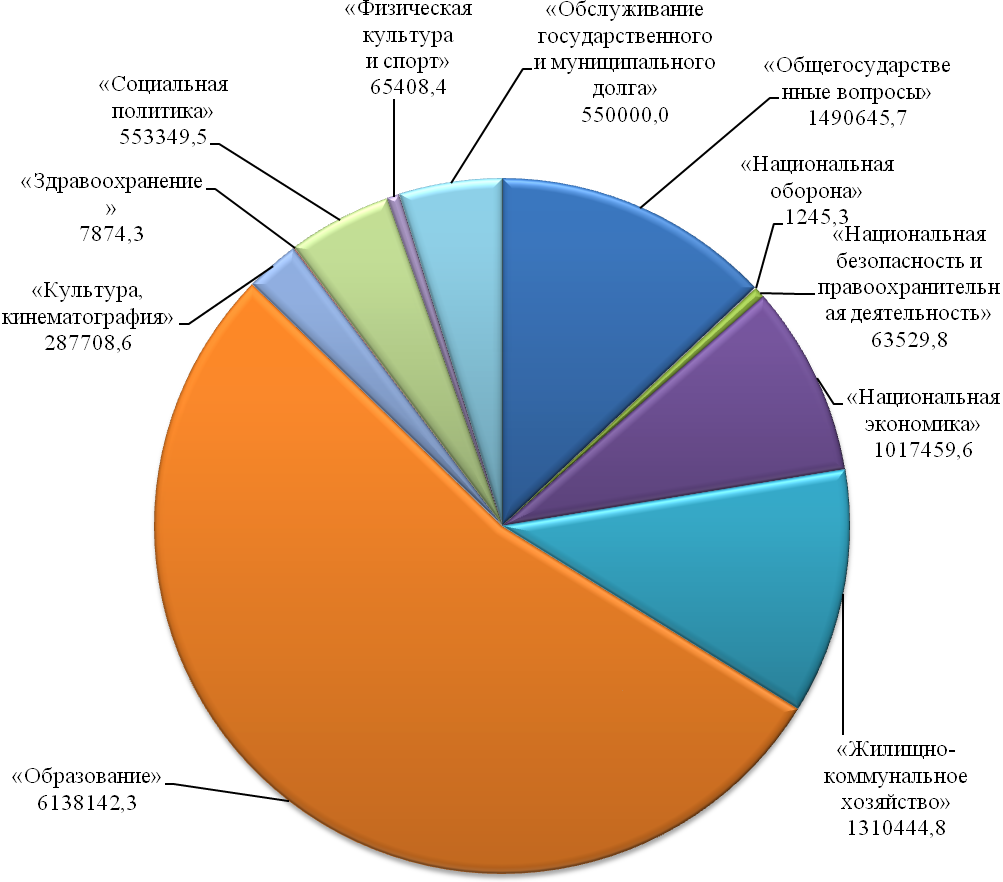 «Физическая
культура
и спорт»
65408,4
«Обслуживание
государственного
и муниципального
долга»
550000,0
«Общегосударстве
нные вопросы»
1490645,7
«Национальная
оборона»
1245,3
«Национальная
безопасность и
правоохранительн
ая деятельность»
63529,8
«Национальная
экономика»
1017459,6
«Жилищно-
коммунальное
хозяйство»
1310444,8
«Образование»
6138142,3
«Культура,
кинематография»
287708,6
«Здравоохранение
»
7874,3
«Социальная
политика»
553349,5